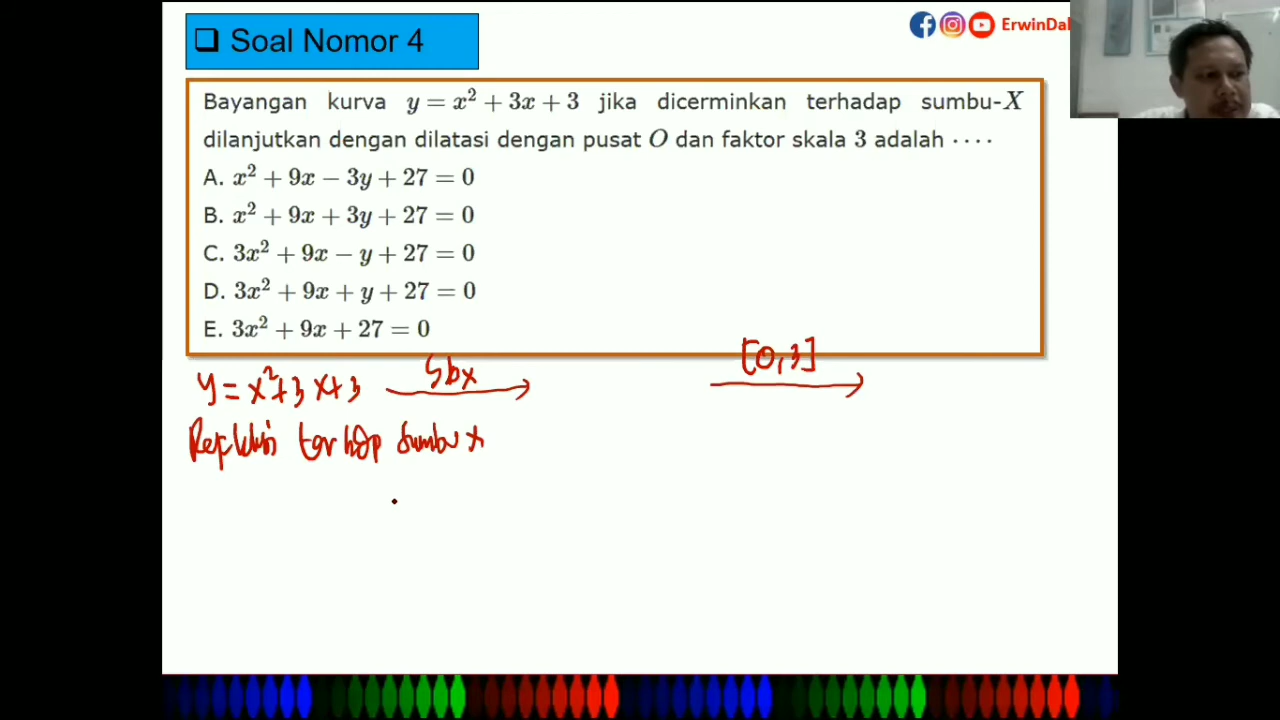 ❑ Soal Nomor 4
ErwinDal
Bayangan kurva y = x² + 3x + 3 jika dicerminkan terhadap sumbu-X
dilanjutkan dengan dilatasi dengan pusat O dan faktor skala 3 adalah ····
A. x² + 9x − 3y + 27 = 0
B. x² + 9x + 3y + 27 = 0
C. 3x² + 9x − y + 27 = 0
D. 3x² + 9x + y + 27 = 0
E. 3x² + 9x + 27 = 0
[0,3]
y = x² + 3x + 3 Sbx
sumbu x